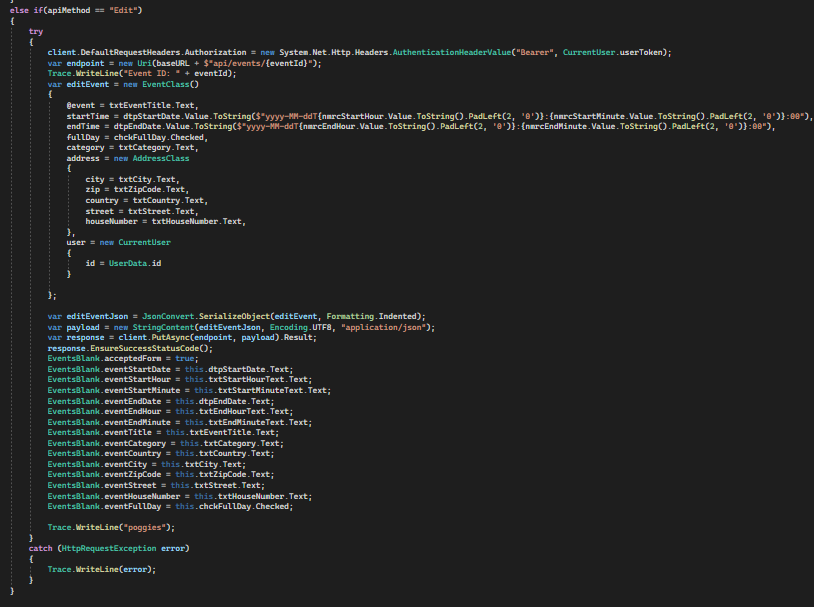 else if(apiMethod == "Edit")
{
try
{
client.DefaultRequestHeaders.Authorization = new System.Net.Http.Headers.AuthenticationHeaderValue("Bearer", CurrentUser.userToken);
var endpoint = new Uri(baseURL + $"api/events/{eventId}");
Trace.WriteLine("Event ID: " + eventId);
var editEvent = new EventClass()
{
@event = txtEventTitle.Text,
startTime = dtpStartDate.Value.ToString($"yyyy-MM-ddT{nmrcStartHour.Value.ToString().PadLeft(2, '0')}:{nmrcStartMinute.Value.ToString().PadLeft(2, '0')}:00"),
endTime = dtpEndDate.Value.ToString($"yyyy-MM-ddT{nmrcEndHour.Value.ToString().PadLeft(2, '0')}:{nmrcEndMinute.Value.ToString().PadLeft(2, '0')}:00"),
fullDay = chckFullDay.Checked,
category = txtCategory.Text,
address = new AddressClass
{
city = txtCity.Text,
zip = txtZipCode.Text,
country = txtCountry.Text,
street = txtStreet.Text,
houseNumber = txtHouseNumber.Text,
},
user = new CurrentUser
{
id = UserData.id
}
};
var editEventJson = JsonConvert.SerializeObject(editEvent, Formatting.Indented);
var payload = new StringContent(editEventJson, Encoding.UTF8, "application/json");
var response = client.PutAsync(endpoint, payload).Result;
response.EnsureSuccessStatusCode();
EventsBlank.acceptedForm = true;
EventsBlank.eventStartDate = this.dtpStartDate.Text;
EventsBlank.eventStartHour = this.txtStartHourText.Text;
EventsBlank.eventStartMinute = this.txtStartMinuteText.Text;
EventsBlank.eventEndDate = this.dtpEndDate.Text;
EventsBlank.eventEndHour = this.txtEndHourText.Text;
EventsBlank.eventEndMinute = this.txtEndMinuteText.Text;
EventsBlank.eventTitle = this.txtEventTitle.Text;
EventsBlank.eventCategory = this.txtCategory.Text;
EventsBlank.eventCountry = this.txtCountry.Text;
EventsBlank.eventCity = this.txtCity.Text;
EventsBlank.eventZipCode = this.txtZipCode.Text;
EventsBlank.eventStreet = this.txtStreet.Text;
EventsBlank.eventHouseNumber = this.txtHouseNumber.Text;
EventsBlank.eventFullDay = this.chckFullDay.Checked;
Trace.WriteLine("poggies");
}
catch (HttpRequestException error)
{
Trace.WriteLine(error);
}
}